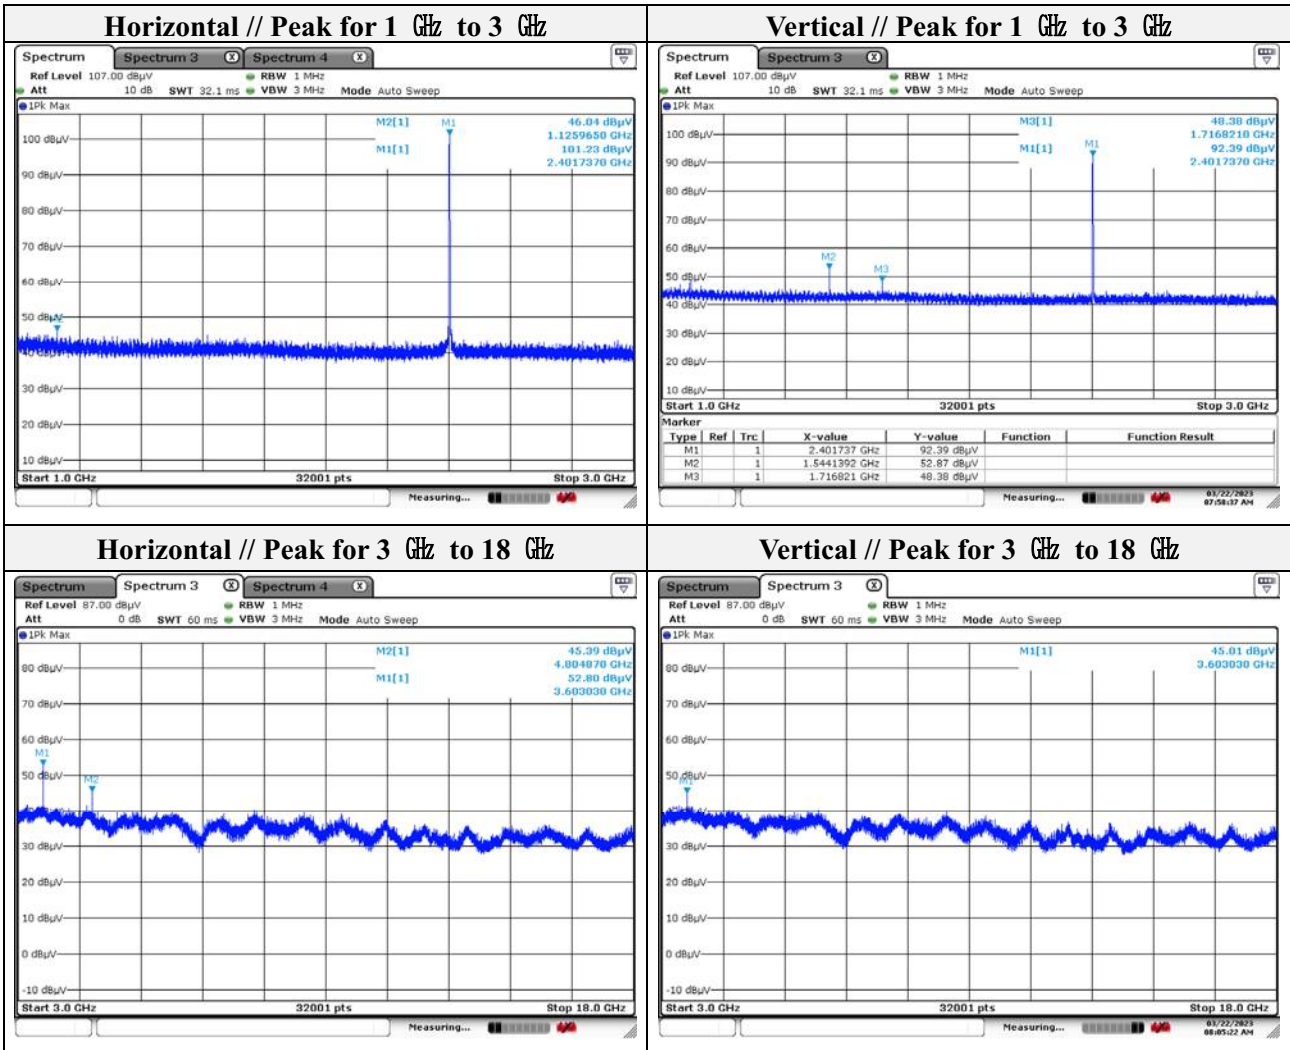 Horizontal // Peak for 1 ㎓ to 3 ㎓
Spectrum Spectrum 3 X Spectrum 4 X
Ref Level 107.00 dBµV RBW 1 MHz
Att 10 dB SWT 32.1 ms VBW 3 MHz Mode Auto Sweep
1Pk Max
M2[1] 46.04 dBµV
1.1259650 GHz
M1[1] 101.23 dBµV
2.4017370 GHz
M1
100 dBµV
90 dBµV
80 dBµV
70 dBµV
60 dBµV
50 dBµV
M2
40 dBµV
30 dBµV
20 dBµV
10 dBµV
Start 1.0 GHz 32001 pts Stop 3.0 GHz
Measuring...
Vertical // Peak for 1 ㎓ to 3 ㎓
Spectrum Spectrum 3 X
Ref Level 107.00 dBµV RBW 1 MHz
Att 10 dB SWT 32.1 ms VBW 3 MHz Mode Auto Sweep
1Pk Max
M3[1] 48.38 dBµV
1.7168210 GHz
M1[1] 92.39 dBµV
2.4017370 GHz
M1
100 dBµV
90 dBµV
80 dBµV
70 dBµV
60 dBµV
M2
M3
50 dBµV
40 dBµV
30 dBµV
20 dBµV
10 dBµV
Start 1.0 GHz 32001 pts Stop 3.0 GHz
Marker
Type Ref Trc X-value Y-value Function Function Result
M1 1 2.401737 GHz 92.39 dBµV
M2 1 1.5441392 GHz 52.87 dBµV
M3 1 1.716821 GHz 48.38 dBµV
Measuring... 03/22/2023
07:58:37 AM
Horizontal // Peak for 3 ㎓ to 18 ㎓
Spectrum Spectrum 3 X Spectrum 4 X
Ref Level 87.00 dBµV RBW 1 MHz
Att 0 dB SWT 60 ms VBW 3 MHz Mode Auto Sweep
1Pk Max
M2[1] 45.39 dBµV
4.804870 GHz
M1[1] 52.80 dBµV
3.603030 GHz
80 dBµV
70 dBµV
60 dBµV
M1
50 dBµV
M2
40 dBµV
30 dBµV
20 dBµV
10 dBµV
0 dBµV
-10 dBµV
Start 3.0 GHz 32001 pts Stop 18.0 GHz
Measuring...
Vertical // Peak for 3 ㎓ to 18 ㎓
Spectrum Spectrum 3 X
Ref Level 87.00 dBµV RBW 1 MHz
Att 0 dB SWT 60 ms VBW 3 MHz Mode Auto Sweep
1Pk Max
M1[1] 45.01 dBµV
3.603030 GHz
80 dBµV
70 dBµV
60 dBµV
50 dBµV
M1
40 dBµV
30 dBµV
20 dBµV
10 dBµV
0 dBµV
-10 dBµV
Start 3.0 GHz 32001 pts Stop 18.0 GHz
Measuring... 03/22/2023
08:05:22 AM